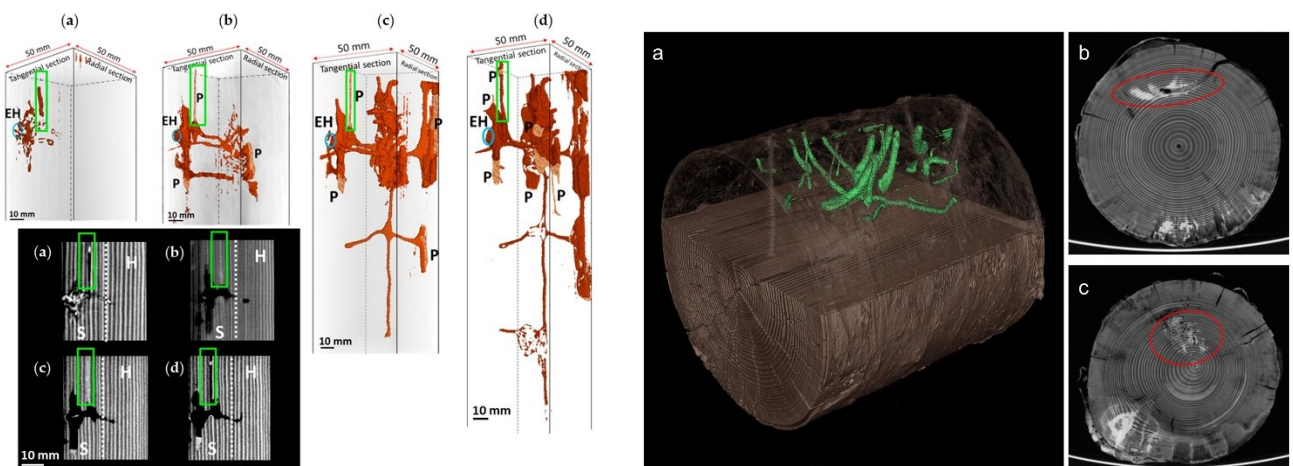 (a)
50 mm
50 mm
Tangential section
Radial section
EH
10 mm
(b)
50 mm
50 mm
Tangential section
Radial section
P
EH
P
P
10 mm
(c)
50 mm
50 mm
Tangential section
Radial section
P
P
EH
P
P
10 mm
(d)
50 mm
50 mm
Tangential section
Radial section
P
P
P
P
EH
P
P
P
10 mm
(a)
H
S
(b)
H
S
(c)
H
S
(d)
H
S
10 mm
a
b
c